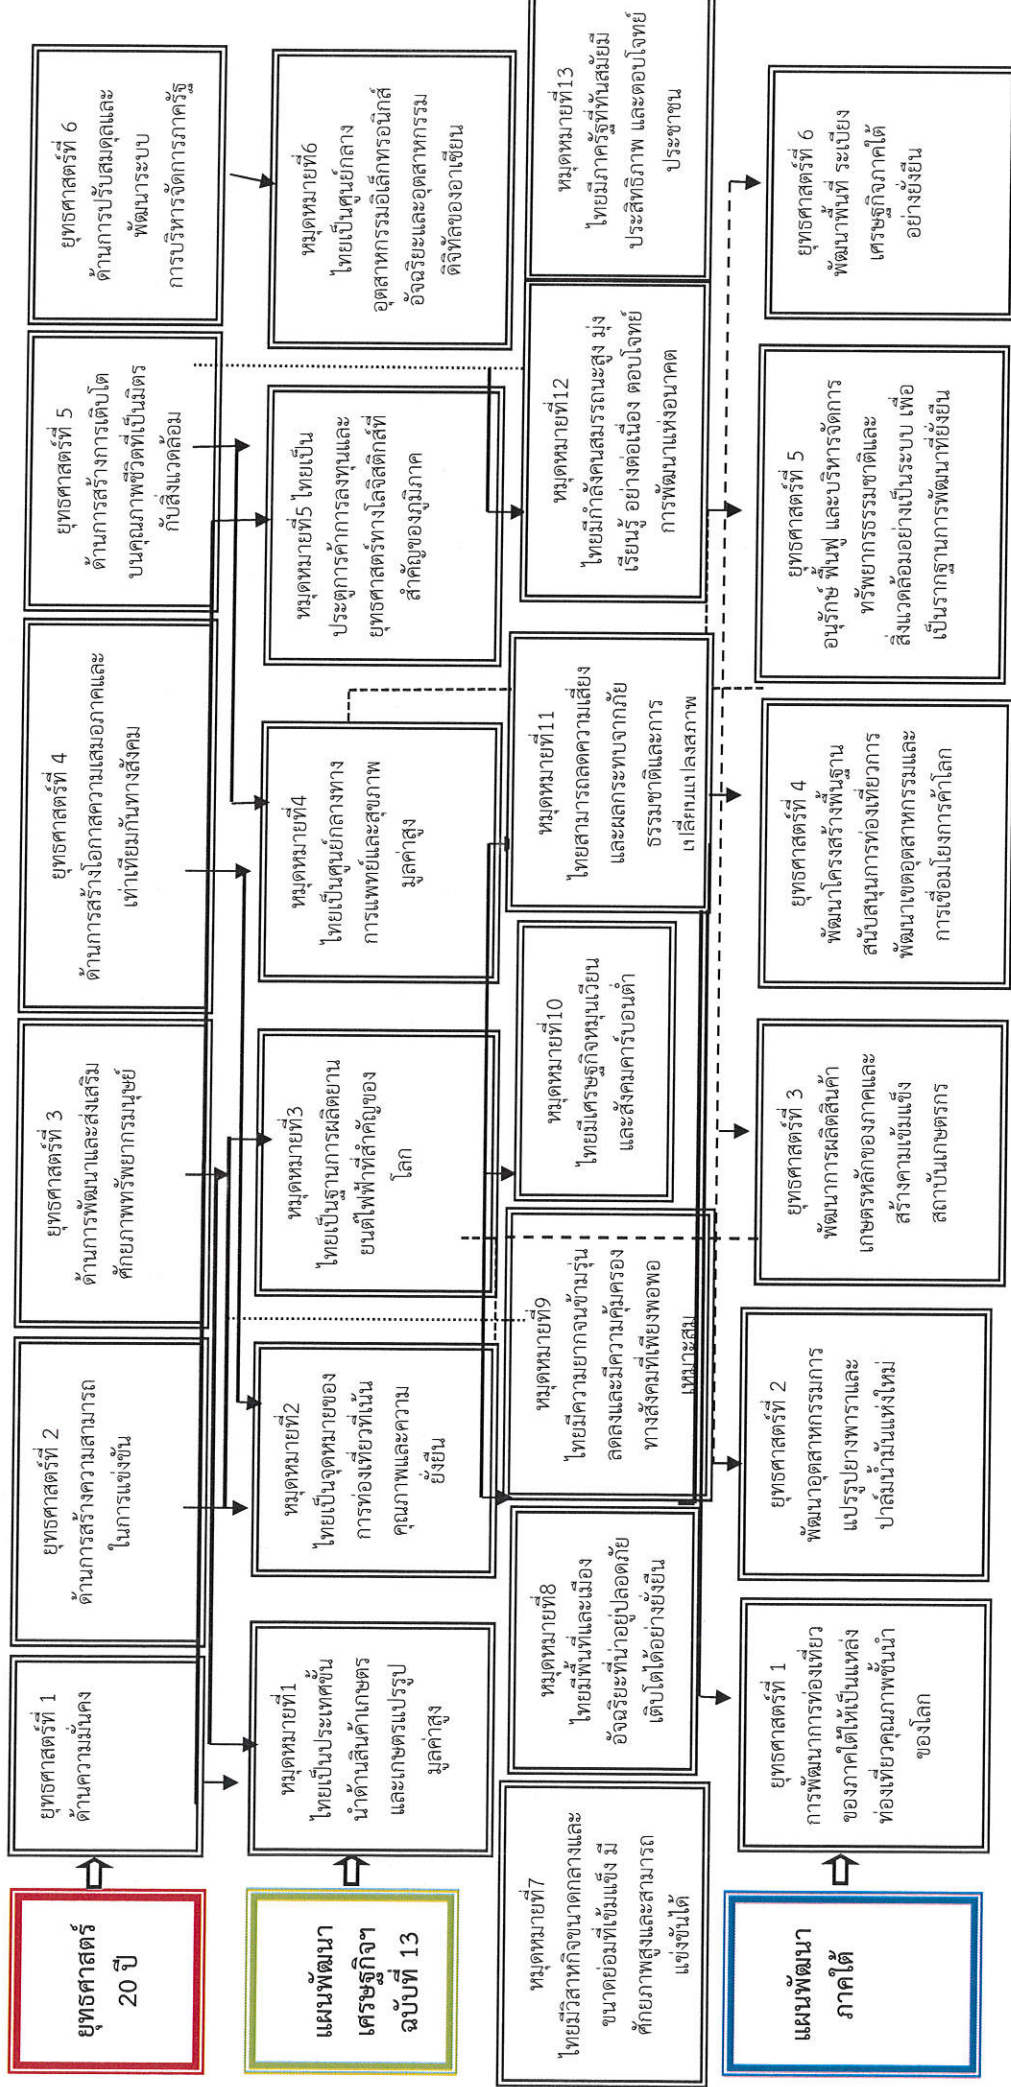 ยุทธศาสตร์
20 ปี
ยุทธศาสตร์ที่ 1
ด้านความมั่นคง
ยุทธศาสตร์ที่ 2
ด้านการสร้างความสามารถ
ในการแข่งขัน
ยุทธศาสตร์ที่ 3
ด้านการพัฒนาและส่งเสริม
ศักยภาพทรัพยากรมนุษย์
ยุทธศาสตร์ที่ 4
ด้านการสร้างโอกาสความเสมอภาคและ
เท่าเทียมกันทางสังคม
ยุทธศาสตร์ที่ 5
ด้านการสร้างการเติบโต
บนคุณภาพชีวิตที่เป็นมิตร
กับสิ่งแวดล้อม
ยุทธศาสตร์ที่ 6
ด้านการปรับสมดุลและ
พัฒนาระบบ
การบริหารจัดการภาครัฐ
แผนพัฒนา
เศรษฐกิจฯ
ฉบับที่ 13
หมุดหมายที่1
ไทยเป็นประเทศชั้น
นำด้านสินค้าเกษตร
และเกษตรแปรรูป
มูลค่าสูง
หมุดหมายที่2
ไทยเป็นจุดหมายของ
การท่องเที่ยวที่เน้น
คุณภาพและความ
ยั่งยืน
หมุดหมายที่3
ไทยเป็นฐานการผลิตยาน
ยนต์ไฟฟ้าที่สำคัญของ
โลก
หมุดหมายที่4
ไทยเป็นศูนย์กลางทาง
การแพทย์และสุขภาพ
มูลค่าสูง
หมุดหมายที่5 ไทยเป็น
ประตูการค้าการลงทุนและ
ยุทธศาสตร์ทางโลจิสติกส์ที่
สำคัญของภูมิภาค
หมุดหมายที่6
ไทยเป็นศูนย์กลาง
อุตสาหกรรมอิเล็กทรอนิกส์
อัจฉริยะและอุตสาหกรรม
ดิจิทัลของอาเซียน
หมุดหมายที่7
ไทยมีวิสาหกิจขนาดกลางและ
ขนาดย่อมที่เข้มแข็ง มี
ศักยภาพสูงและสามารถ
แข่งขันได้
หมุดหมายที่8
ไทยมีพื้นที่และเมือง
อัจฉริยะที่น่าอยู่ปลอดภัย
เติบโตได้อย่างยั่งยืน
หมุดหมายที่9
ไทยมีความยากจนข้ามรุ่น
ลดลงและมีความคุ้มครอง
ทางสังคมที่เพียงพอพอ
เหมาะสม
หมุดหมายที่10
ไทยมีเศรษฐกิจหมุนเวียน
และสังคมคาร์บอนต่ำ
หมุดหมายที่11
ไทยสามารถลดความเสี่ยง
และผลกระทบจากภัย
ธรรมชาติและการ
เปลี่ยนแปลงสภาพ
หมุดหมายที่12
ไทยมีกำลังคนสมรรถนะสูง มุ่ง
เรียนรู้ อย่างต่อเนื่อง ตอบโจทย์
การพัฒนาแห่งอนาคต
หมุดหมายที่13
ไทยมีภาครัฐที่ทันสมัยมี
ประสิทธิภาพ และตอบโจทย์
ประชาชน
แผนพัฒนา
ภาคใต้
ยุทธศาสตร์ที่ 1
การพัฒนาการท่องเที่ยว
ของภาคใต้ให้เป็นแหล่ง
ท่องเที่ยวคุณภาพชั้นนำ
ของโลก
ยุทธศาสตร์ที่ 2
พัฒนาอุตสาหกรรมการ
แปรรูปยางพาราและ
ปาล์มน้ำมันแห่งใหม่
ยุทธศาสตร์ที่ 3
พัฒนาการผลิตสินค้า
เกษตรหลักของภาคและ
สร้างคามเข้มแข็ง
สถาบันเกษตรกร
ยุทธศาสตร์ที่ 4
พัฒนาโครงสร้างพื้นฐาน
สนับสนุนการท่องเที่ยวการ
พัฒนาเขตอุตสาหกรรมและ
การเชื่อมโยงการค้าโลก
ยุทธศาสตร์ที่ 5
อนุรักษ์ ฟื้นฟู และบริหารจัดการ
ทรัพยากรธรรมชาติและ
สิ่งแวดล้อมอย่างเป็นระบบ เพื่อ
เป็นรากฐานการพัฒนาที่ยั่งยืน
ยุทธศาสตร์ที่ 6
พัฒนาพื้นที่ ระเบียง
เศรษฐกิจภาคใต้
อย่างยั่งยืน